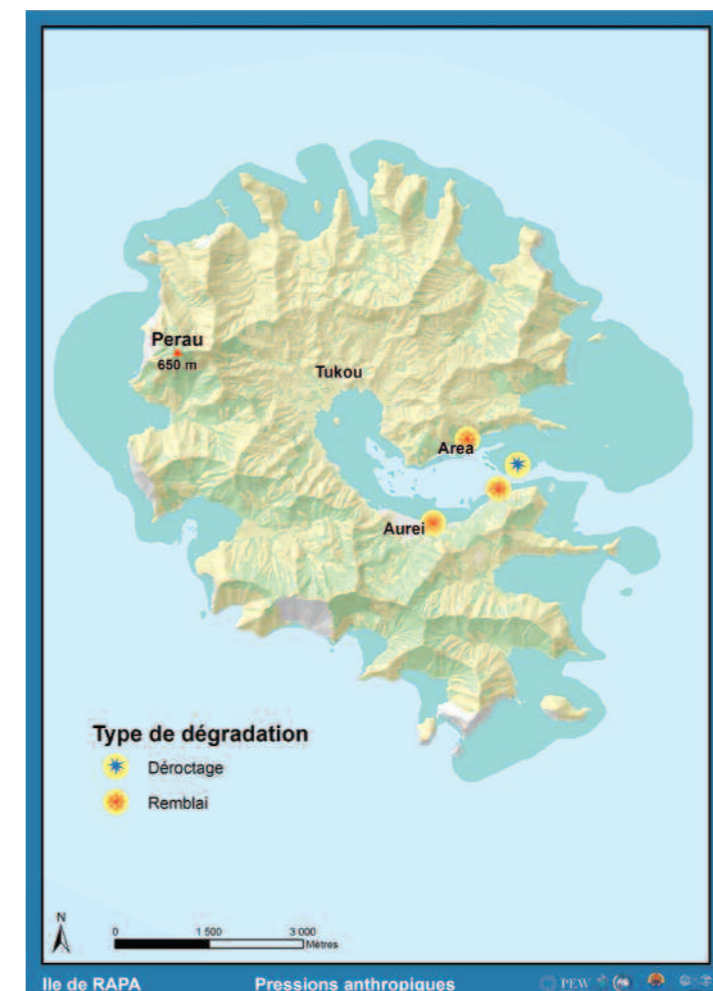 Perau
650 m
Tukou
Area
Aurei
Type de dégradation
Déroctage
Remblai
N
0 1 500 3 000
Mètres
Ile de RAPA Pressions anthropiques PEW